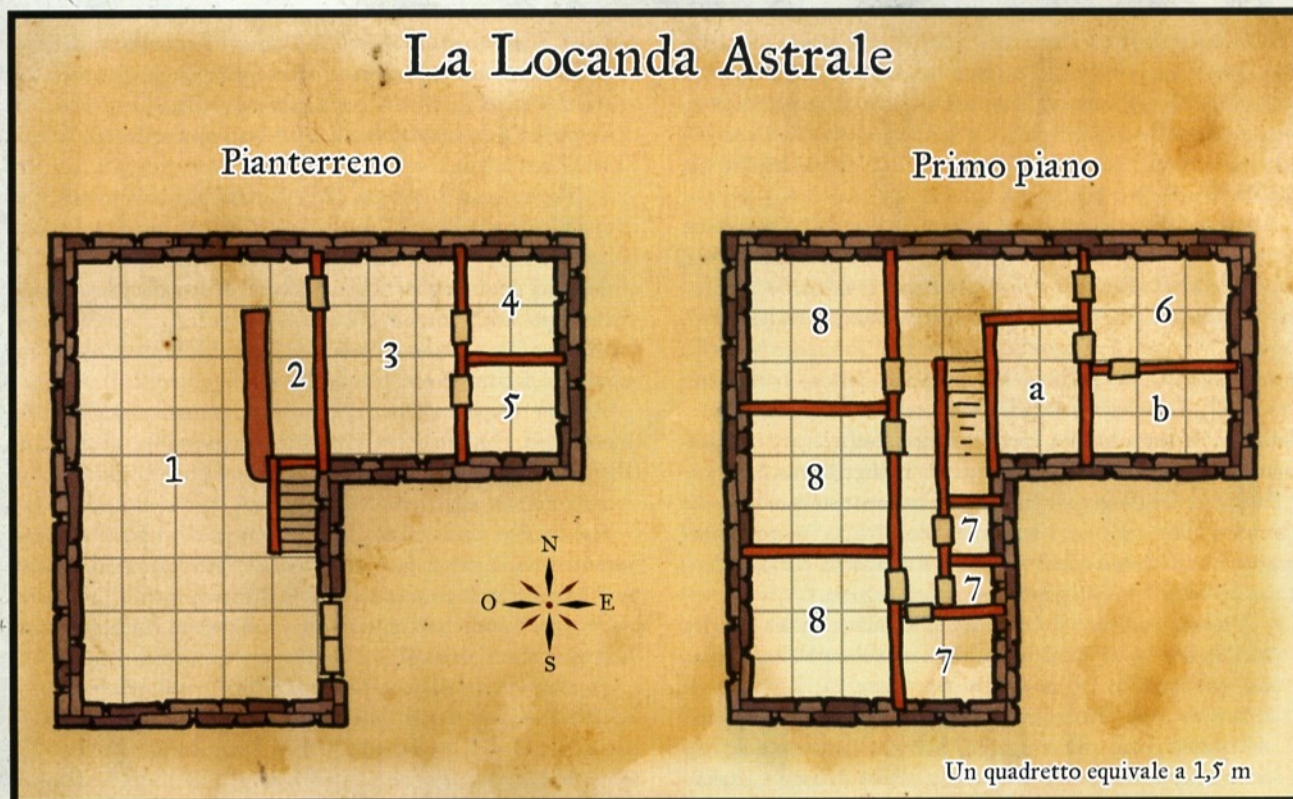 La Locanda Astrale
Pianterreno
Primo piano
1
2
3
4
5
N
O
E
S
8
8
8
a
6
b
7
7
7
Un quadretto equivale a 1,5 m